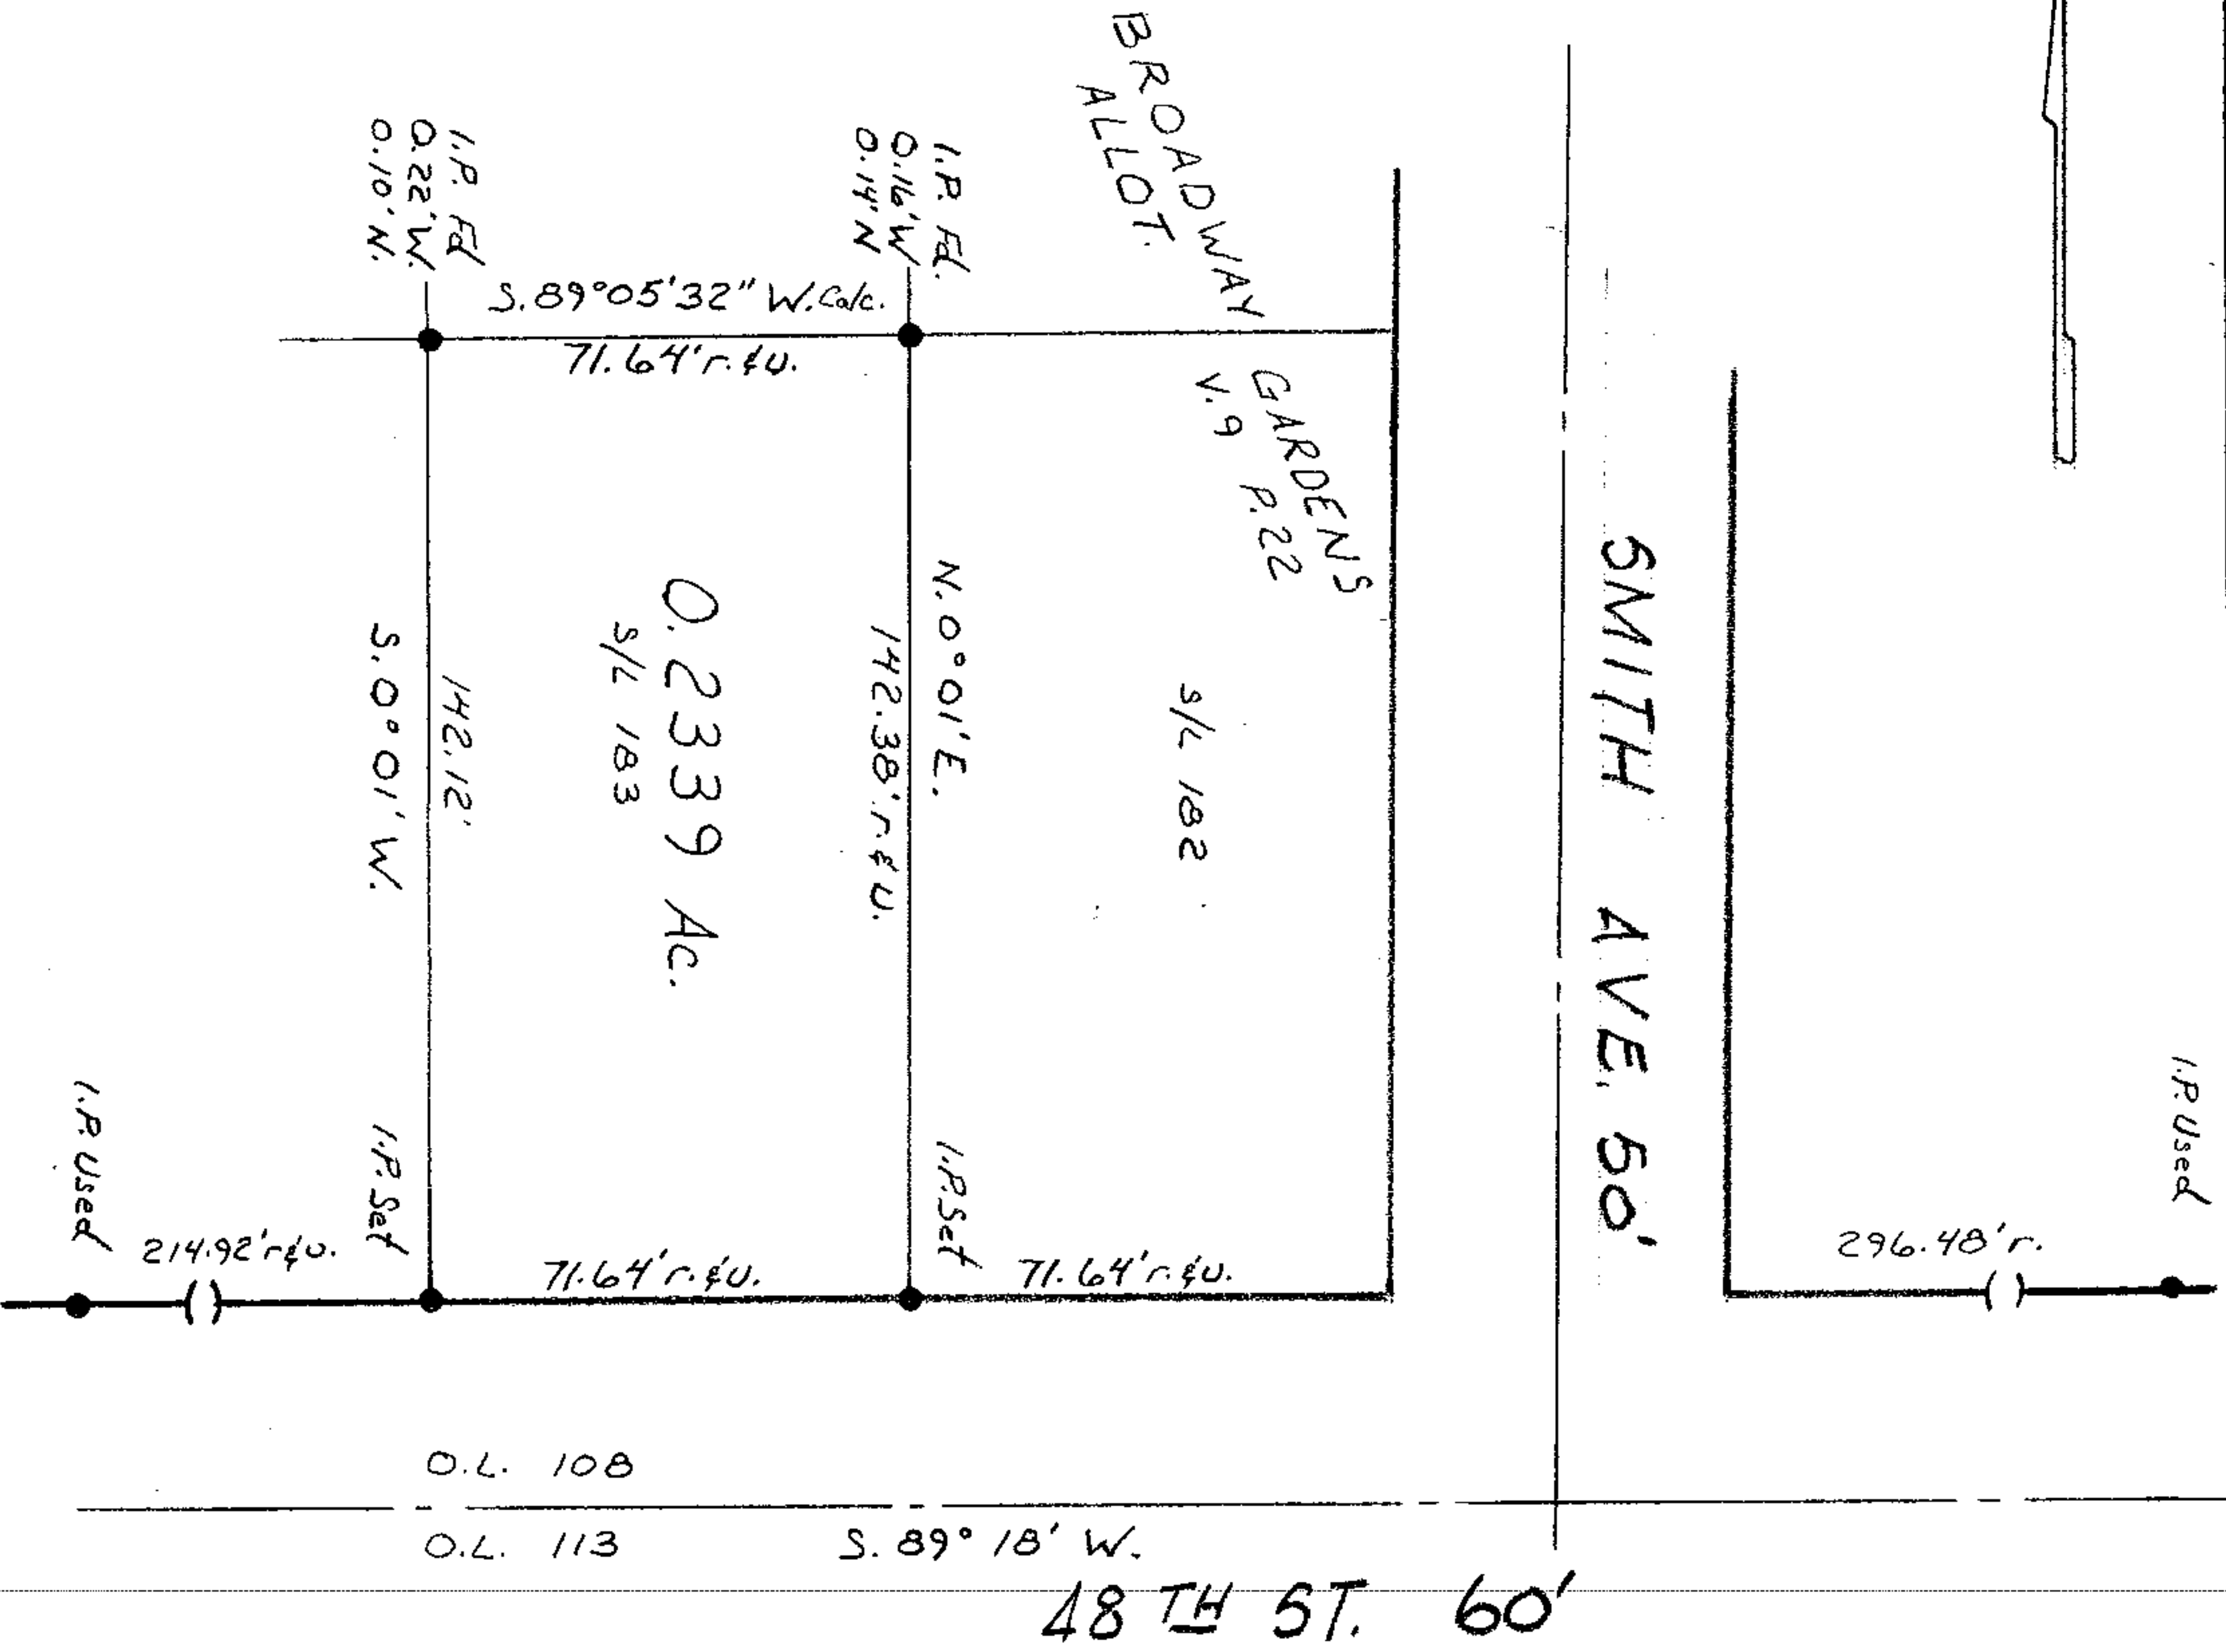 BROADWAY
ALLOT.
GARDENS
V.9 P.22
I.P. Fd
0.22'W.
0.10'N.
I.P. Fd.
0.16'W
0.14'N
S.89°05'32" W.Calc.
71.64'r.&u.
SMITH AVE. 50'
N.0°01'E.
142.38'r&u.
S/L 182
0.2339 Ac.
S/L 183
142.12'
S.0°01'W.
I.P. Used
I.P. Set
I.P. Set
I.P. Used
214.92'r&u.
71.64'r.&u.
71.64'r.&u.
296.48'r.
O.L. 108
O.L. 113
S. 89° 18' W.
48TH ST. 60'